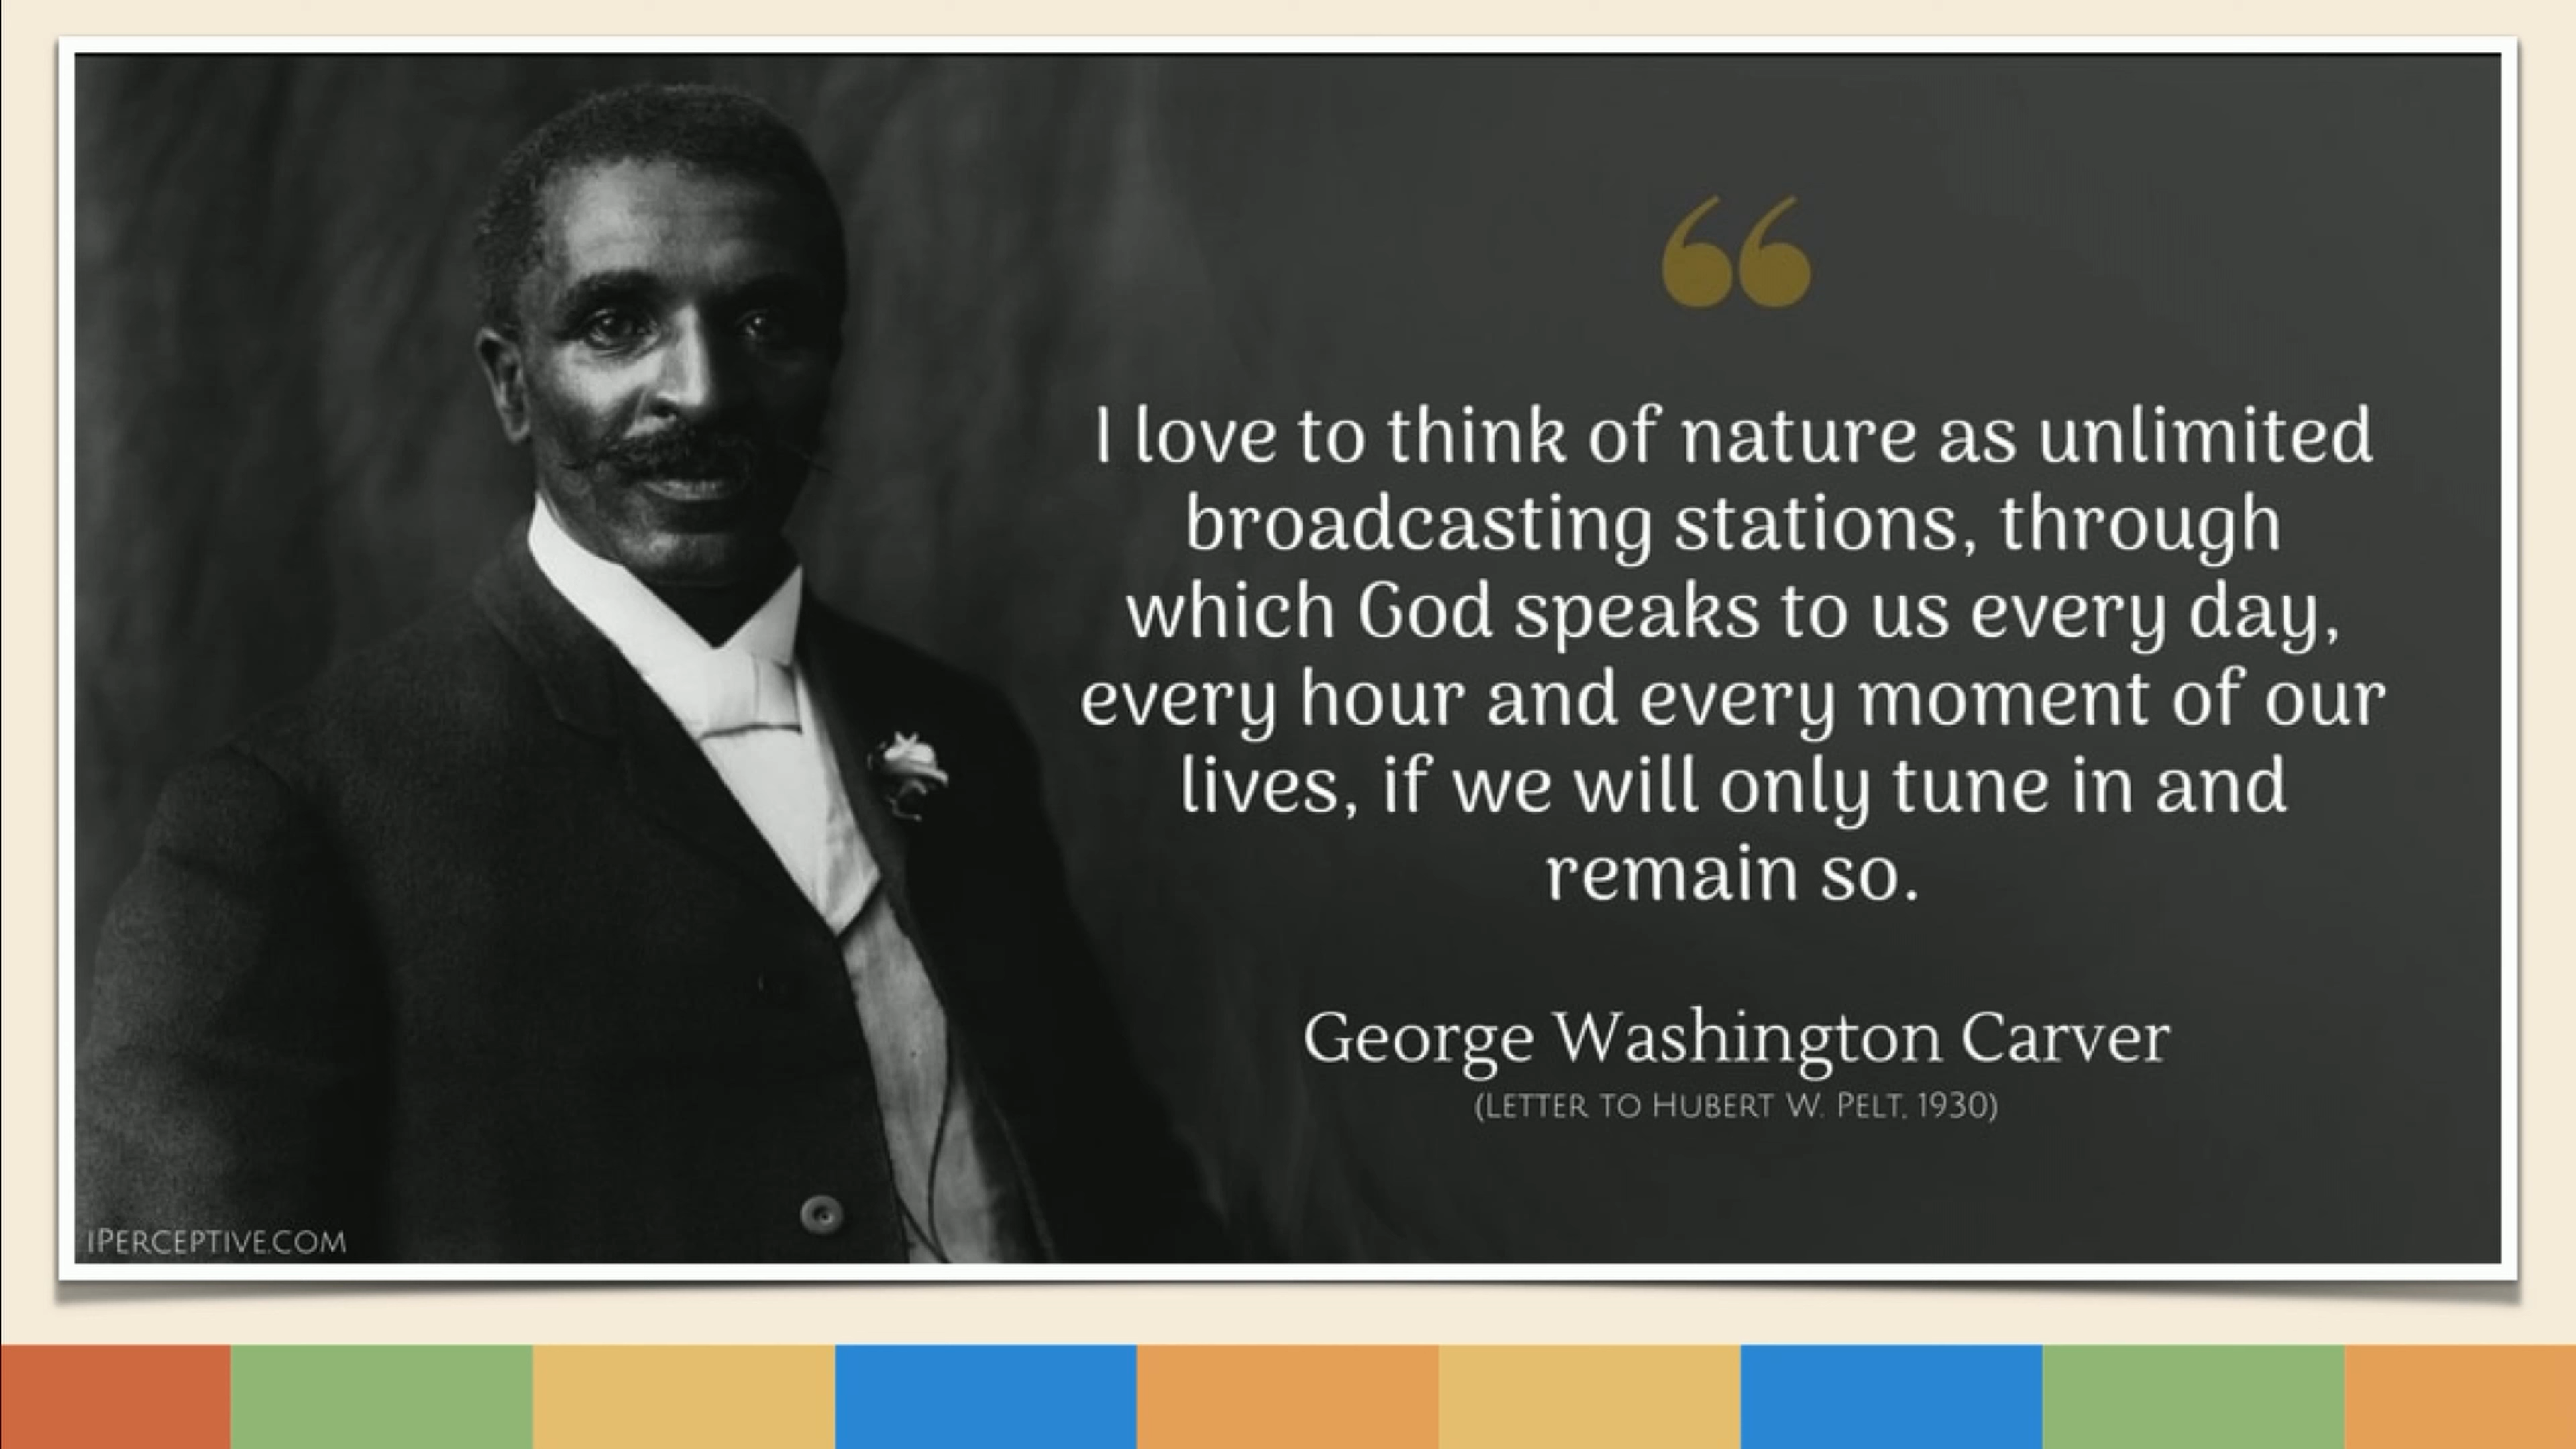 “
I love to think of nature as unlimited
broadcasting stations, through
which God speaks to us every day,
every hour and every moment of our
lives, if we will only tune in and
remain so.
George Washington Carver
(Letter to Hubert W. Pelt, 1930)
iPerceptive.com